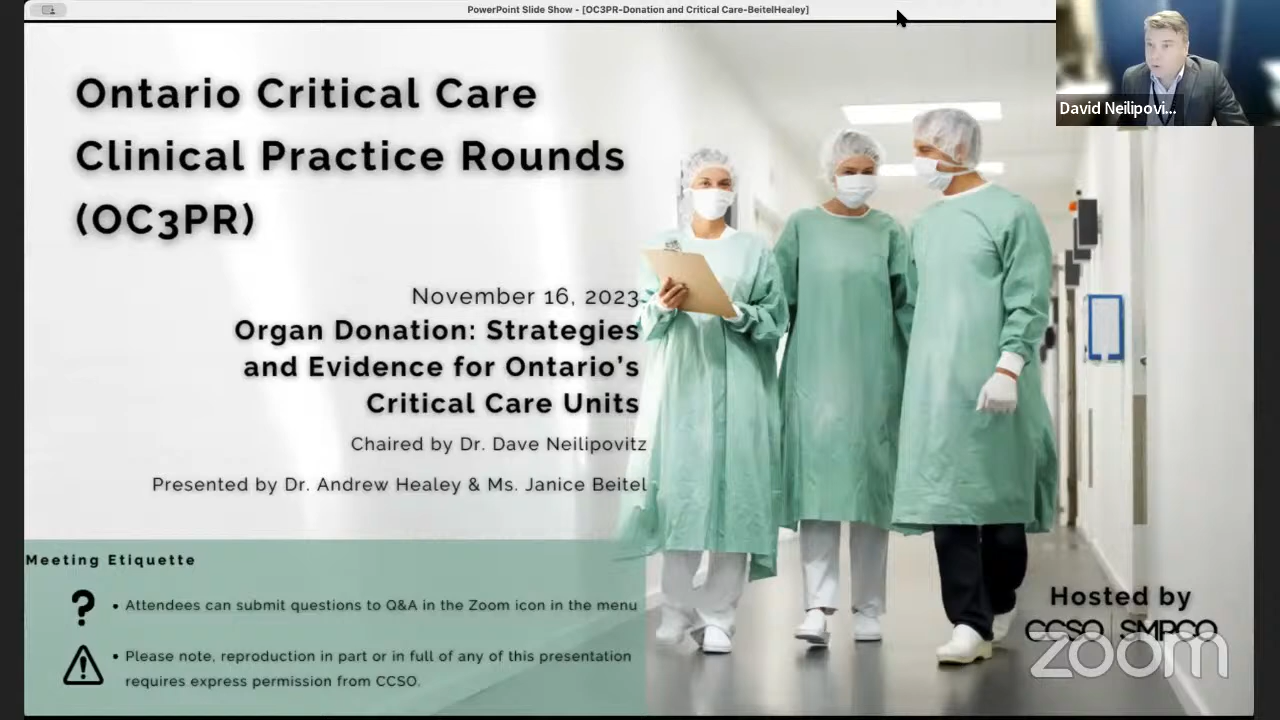 PowerPoint Slide Show - [OC3PR-Donation and Critical Care-BeitelHealey]
David Neilipovi...
Ontario Critical Care
Clinical Practice Rounds
(OC3PR)
November 16, 2023
Organ Donation: Strategies
and Evidence for Ontario's
Critical Care Units
Chaired by Dr. Dave Neilipovitz
Presented by Dr. Andrew Healey & Ms. Janice Beitel
Meeting Etiquette
? • Attendees can submit questions to Q&A in the Zoom icon in the menu
! • Please note, reproduction in part or in full of any of this presentation
requires express permission from CCSO.
Hosted by
CCSO SMPCO
zoom